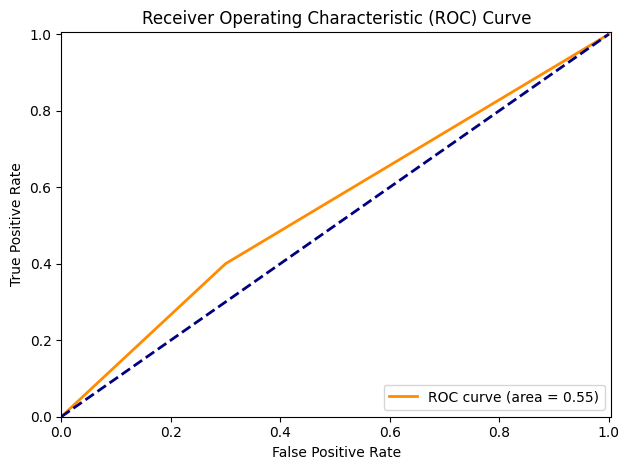 Receiver Operating Characteristic (ROC) Curve
1.0
0.8
0.6
0.4
0.2
0.0
True Positive Rate
ROC curve (area = 0.55)
0.0 0.2 0.4 0.6 0.8 1.0
False Positive Rate